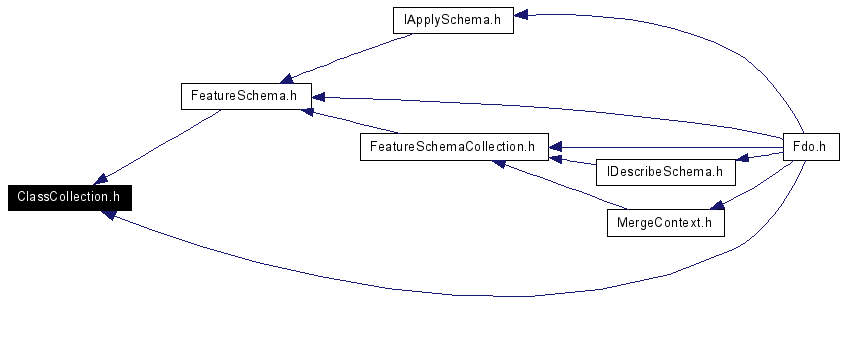 IApplySchema.h
FeatureSchema.h
FeatureSchemaCollection.h
Fdo.h
IDescribeSchema.h
ClassCollection.h
MergeContext.h